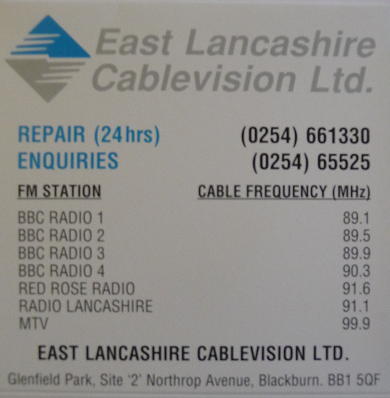 East Lancashire
Cablevision Ltd.
REPAIR (24hrs) (0254) 661330
ENQUIRIES (0254) 65525
FM STATION CABLE FREQUENCY (MHz)
BBC RADIO 1 89.1
BBC RADIO 2 89.5
BBC RADIO 3 89.9
BBC RADIO 4 90.3
RED ROSE RADIO 91.6
RADIO LANCASHIRE 91.1
MTV 99.9
EAST LANCASHIRE CABLEVISION LTD.
Glenfield Park, Site '2' Northrop Avenue, Blackburn. BB1 5QF